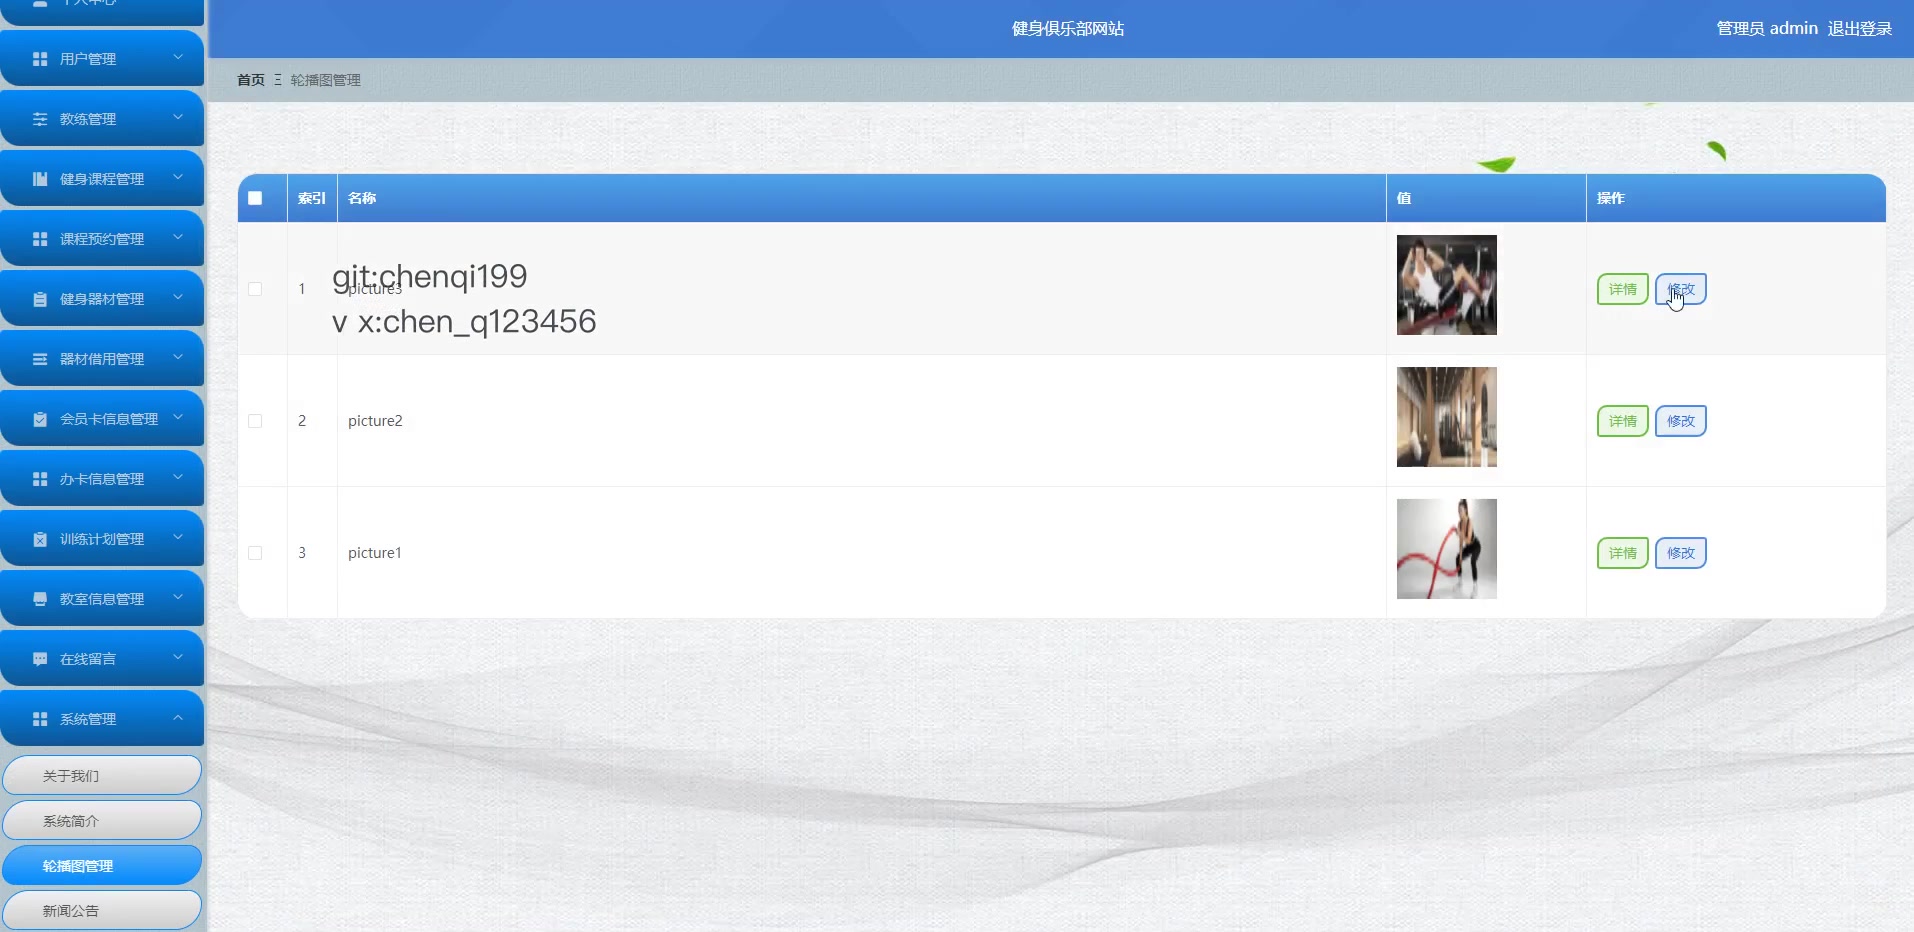 个人中心
用户管理
教练管理
健身课程管理
课程预约管理
健身器材管理
器材借用管理
会员卡信息管理
办卡信息管理
训练计划管理
教室信息管理
在线留言
系统管理
关于我们
系统简介
轮播图管理
新闻公告
健身俱乐部网站
管理员 admin 退出登录
首页 Ξ 轮播图管理
索引 名称 值 操作
1 picture3 详情 修改
git:chenqi199
v x:chen_q123456
2 picture2 详情 修改
3 picture1 详情 修改